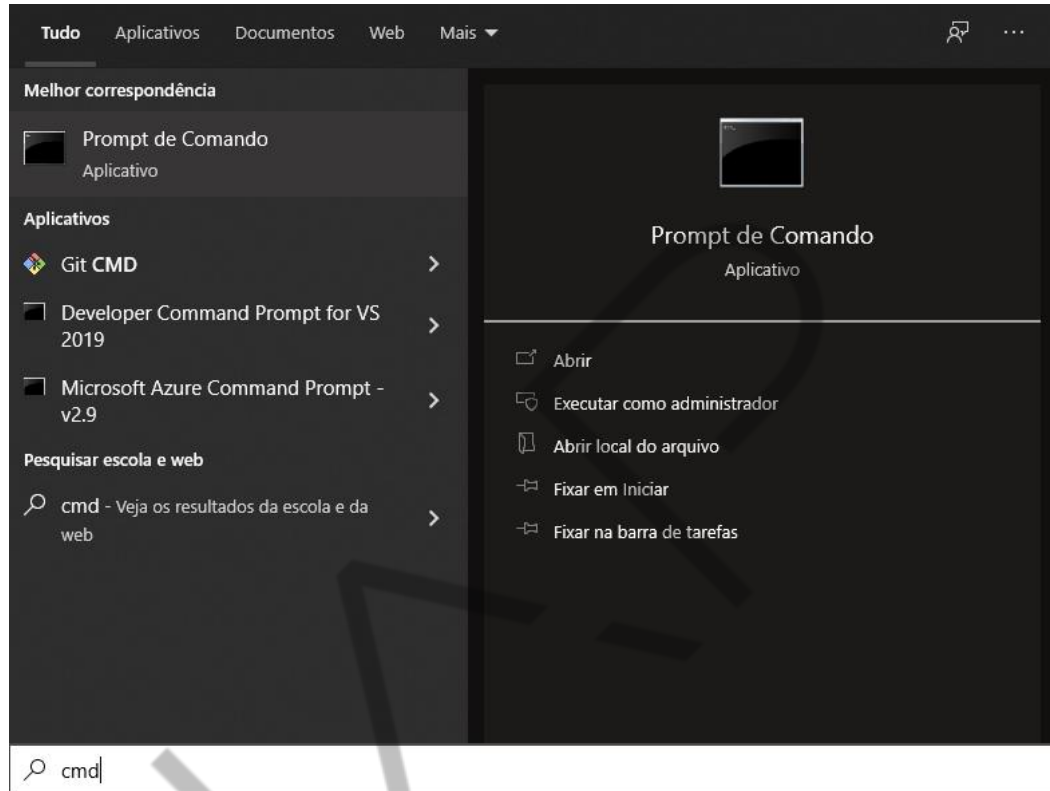 Tudo Aplicativos Documentos Web Mais
Melhor correspondência
Prompt de Comando
Aplicativo
Aplicativos
Git CMD
Developer Command Prompt for VS
2019
Microsoft Azure Command Prompt -
v2.9
Pesquisar escola e web
cmd - Veja os resultados da escola e da
web
Prompt de Comando
Aplicativo
Abrir
Executar como administrador
Abrir local do arquivo
Fixar em Iniciar
Fixar na barra de tarefas
cmd